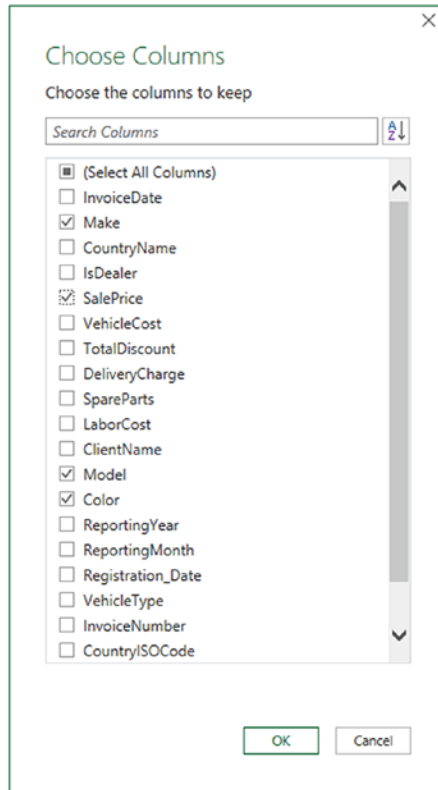 Choose Columns
Choose the columns to keep
Search Columns
AZ
(Select All Columns)
InvoiceDate
Make
CountryName
IsDealer
SalePrice
VehicleCost
TotalDiscount
DeliveryCharge
SpareParts
LaborCost
ClientName
Model
Color
ReportingYear
ReportingMonth
Registration_Date
VehicleType
InvoiceNumber
CountryISOCode
OK Cancel